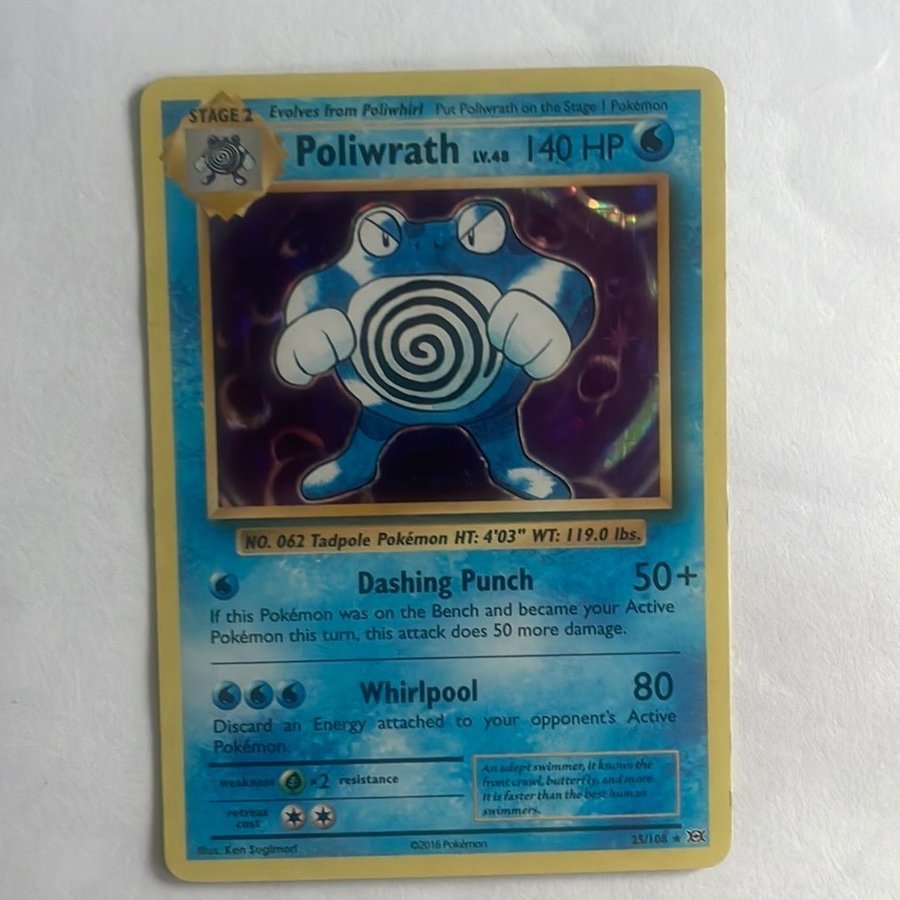 STAGE 2 Evolves from Poliwhirl Put Poliwrath on the Stage 1 Pokémon
Poliwrath LV.48 140 HP
NO. 062 Tadpole Pokémon HT: 4'03" WT: 119.0 lbs.
Dashing Punch 50+
If this Pokémon was on the Bench and became your Active
Pokémon this turn, this attack does 50 more damage.
Whirlpool 80
Discard an Energy attached to your opponent's Active
Pokémon.
weakness ×2 resistance
retreat
cost
An adept swimmer, it knows the
front crawl, butterfly, and more.
It is faster than the best human
swimmers.
Illus. Ken Sugimori ©2016 Pokémon 25/108 ★